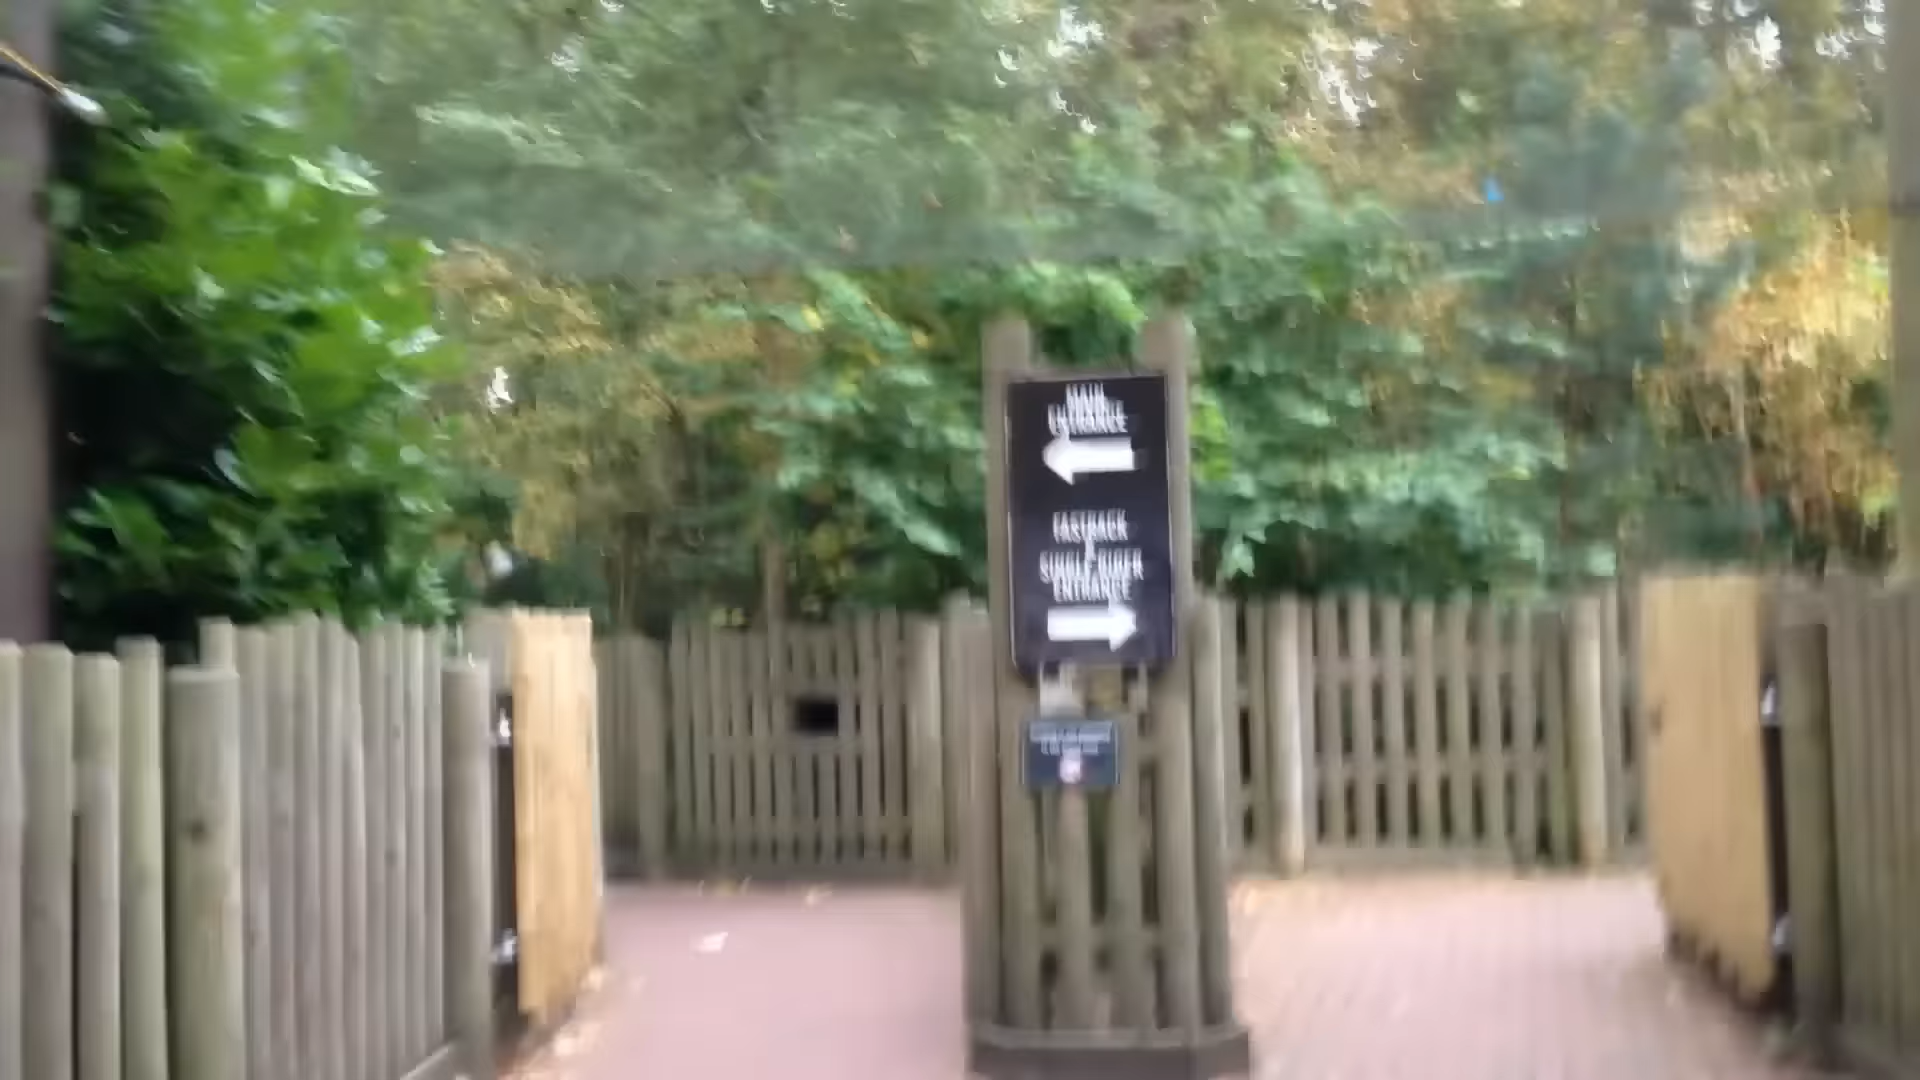 MAIN
ENTRANCE
FASTRACK
&
SINGLE RIDER
ENTRANCE